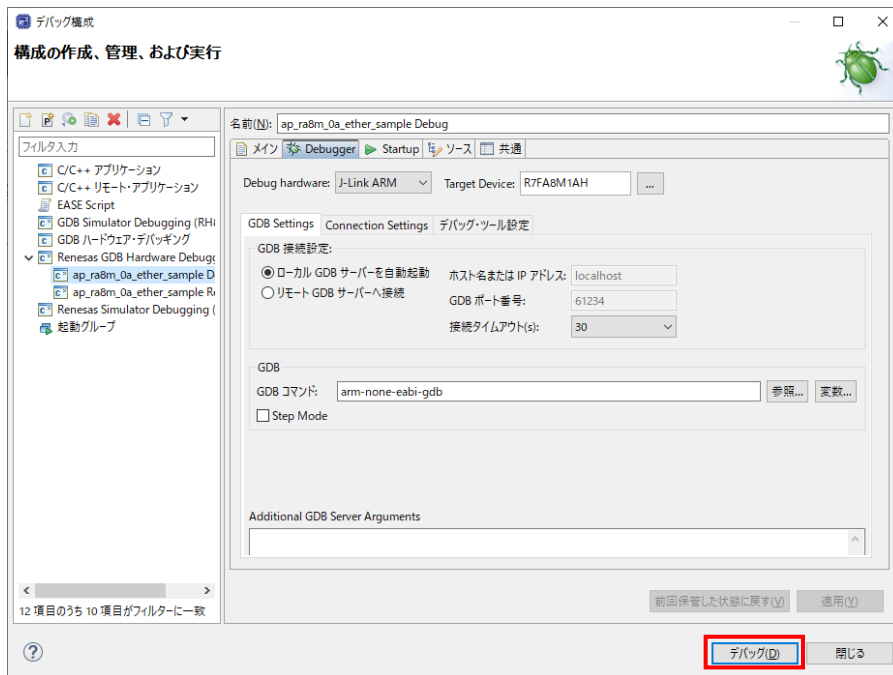 デバッグ構成
構成の作成、管理、および実行
フィルタ入力
C/C++ アプリケーション
C/C++ リモート・アプリケーション
EASE Script
GDB Simulator Debugging (RH8
GDB ハードウェア・デバッギング
Renesas GDB Hardware Debugg
ap_ra8m_0a_ether_sample D
ap_ra8m_0a_ether_sample Re
Renesas Simulator Debugging (
起動グループ
12 項目のうち 10 項目がフィルターに一致
名前(N): ap_ra8m_0a_ether_sample Debug
メイン Debugger Startup ソース 共通
Debug hardware: J-Link ARM Target Device: R7FA8M1AH ...
GDB Settings Connection Settings デバッグ・ツール設定
GDB 接続設定:
ローカル GDB サーバーを自動起動 ホスト名または IP アドレス: localhost
リモート GDB サーバーへ接続 GDB ポート番号: 61234
接続タイムアウト(s): 30
GDB
GDB コマンド: arm-none-eabi-gdb 参照... 変数...
Step Mode
Additional GDB Server Arguments
前回保管した状態に戻す(V) 適用(Y)
デバッグ(D) 閉じる